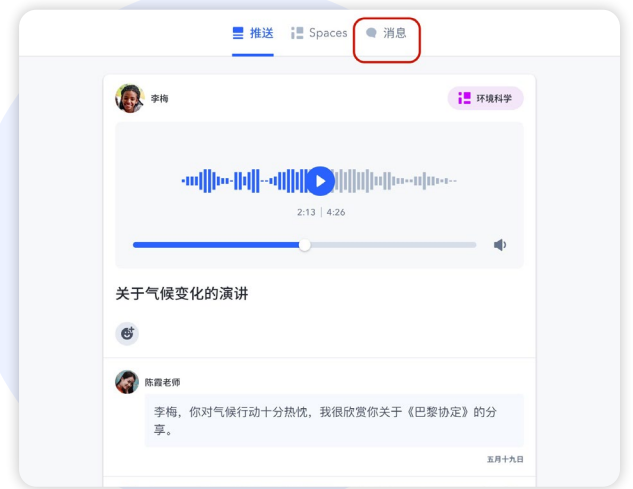 推送 Spaces 消息
李梅 环境科学
2:13 | 4:26
关于气候变化的演讲
陈霞老师
李梅，你对气候行动十分热忱，我很欣赏你关于《巴黎协定》的分
享。
五月十九日